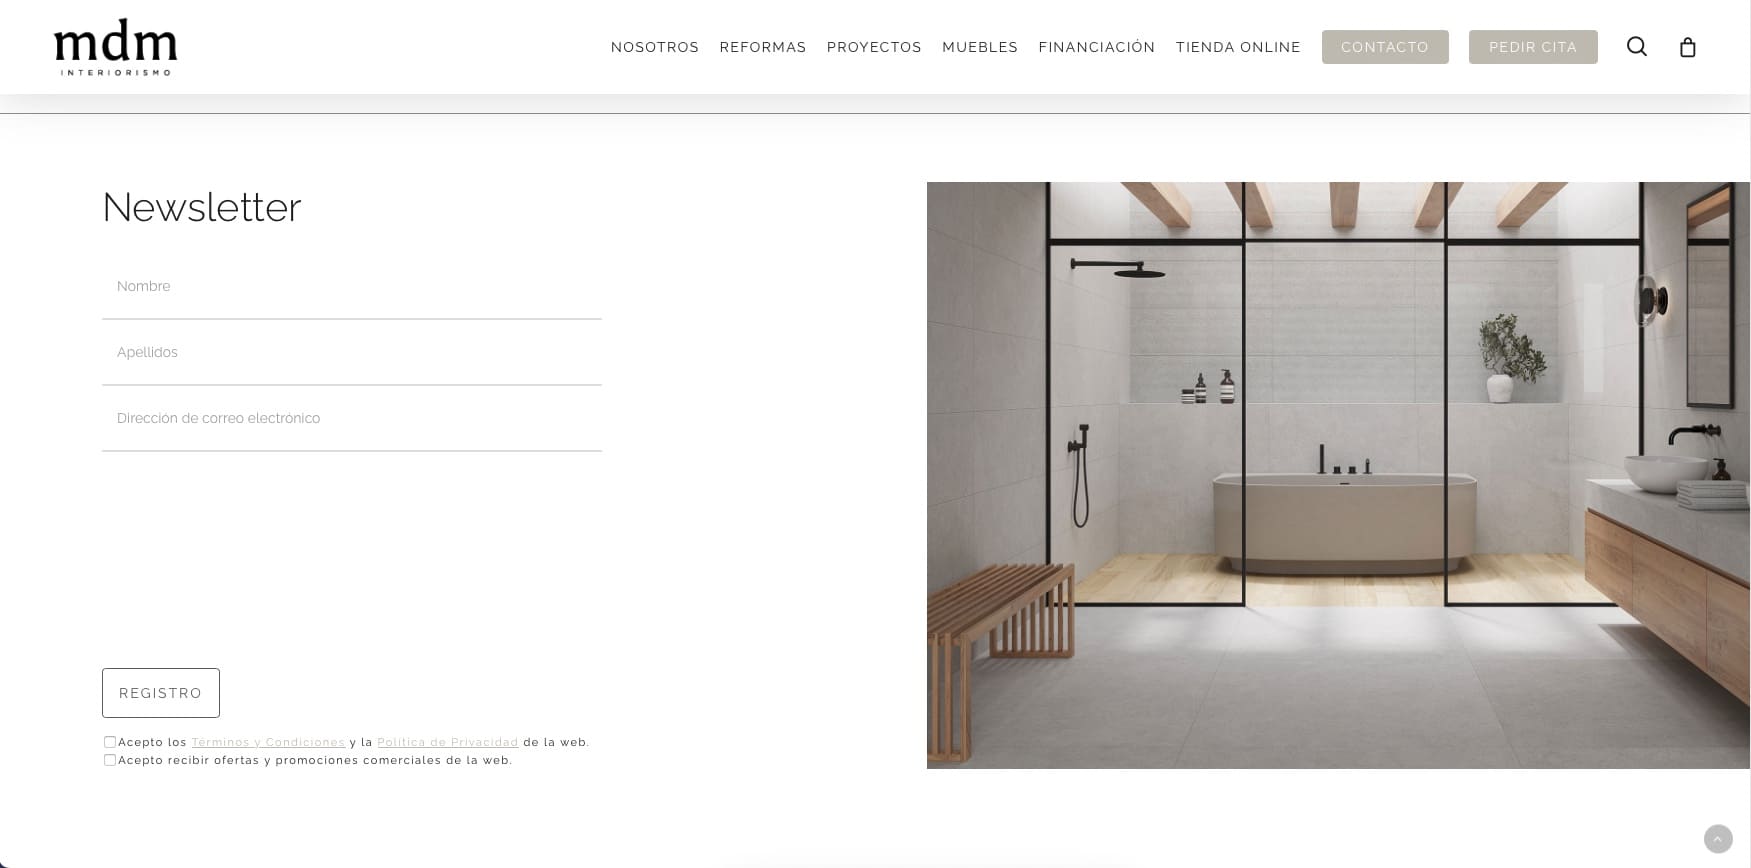 mdm
INTERIORISMO
NOSOTROS REFORMAS PROYECTOS MUEBLES FINANCIACIÓN TIENDA ONLINE CONTACTO PEDIR CITA
Newsletter
Nombre
Apellidos
Dirección de correo electrónico
REGISTRO
Acepto los Términos y Condiciones y la Política de Privacidad de la web.
Acepto recibir ofertas y promociones comerciales de la web.